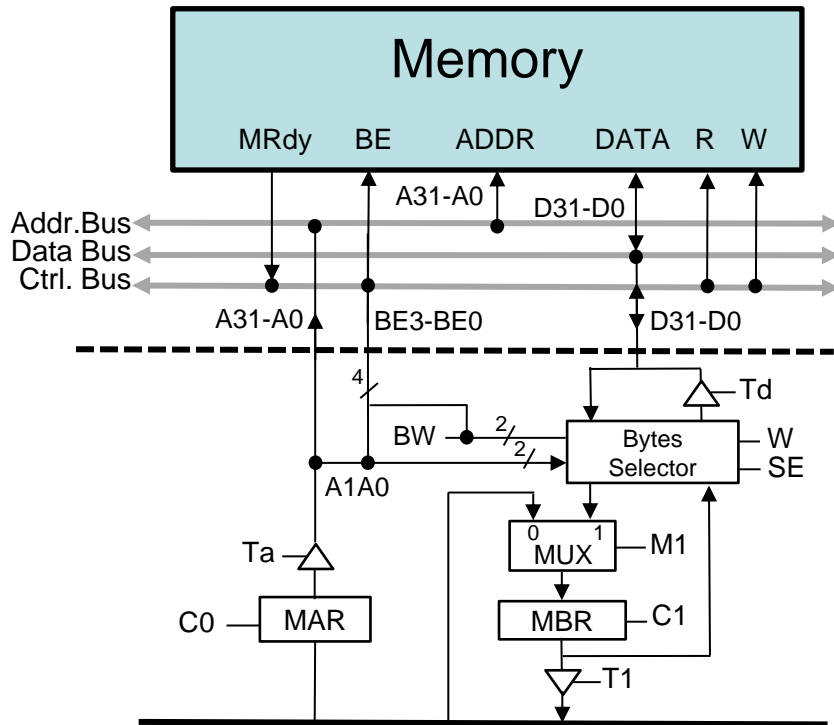 Memory
MRdy BE ADDR DATA R W
A31-A0
D31-D0
Addr.Bus
Data Bus
Ctrl. Bus
A31-A0
BE3-BE0
D31-D0
4
Td
BW
2
2
Bytes
Selector
W
SE
A1A0
0 1
MUX
M1
Ta
C0
MAR
MBR
C1
T1